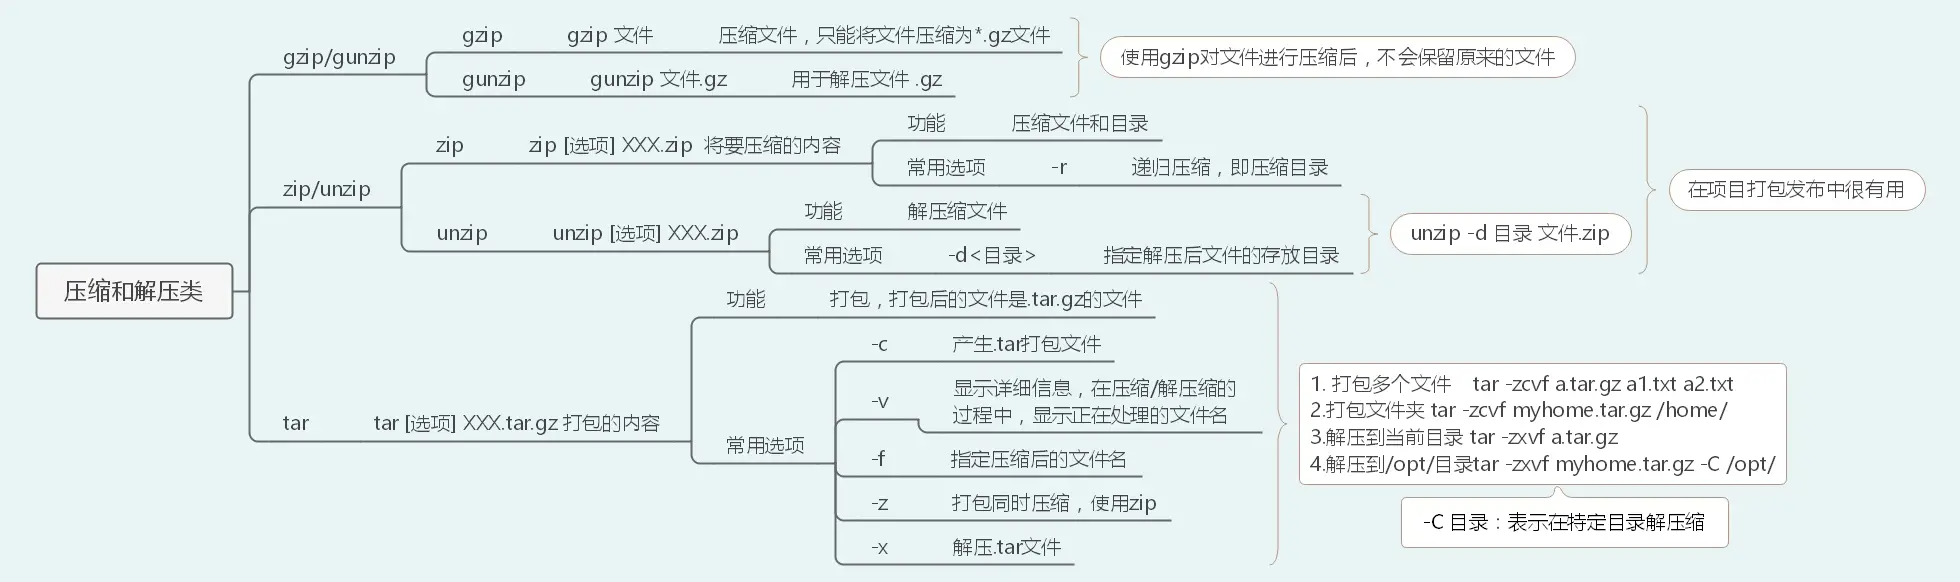 压缩和解压类
gzip/gunzip
gzip gzip 文件 压缩文件，只能将文件压缩为*.gz文件
gunzip gunzip 文件.gz 用于解压文件 .gz
使用gzip对文件进行压缩后，不会保留原来的文件
zip/unzip
zip zip [选项] XXX.zip 将要压缩的内容
功能 压缩文件和目录
常用选项 -r 递归压缩，即压缩目录
unzip unzip [选项] XXX.zip
功能 解压缩文件
常用选项 -d<目录> 指定解压后文件的存放目录
unzip -d 目录 文件.zip
在项目打包发布中很有用
tar tar [选项] XXX.tar.gz 打包的内容
功能 打包，打包后的文件是.tar.gz的文件
常用选项
-c 产生.tar打包文件
-v 显示详细信息，在压缩/解压缩的
过程中，显示正在处理的文件名
-f 指定压缩后的文件名
-z 打包同时压缩，使用zip
-x 解压.tar文件
1. 打包多个文件 tar -zcvf a.tar.gz a1.txt a2.txt
2.打包文件夹 tar -zcvf myhome.tar.gz /home/
3.解压到当前目录 tar -zxvf a.tar.gz
4.解压到/opt/目录tar -zxvf myhome.tar.gz -C /opt/
-C 目录：表示在特定目录解压缩